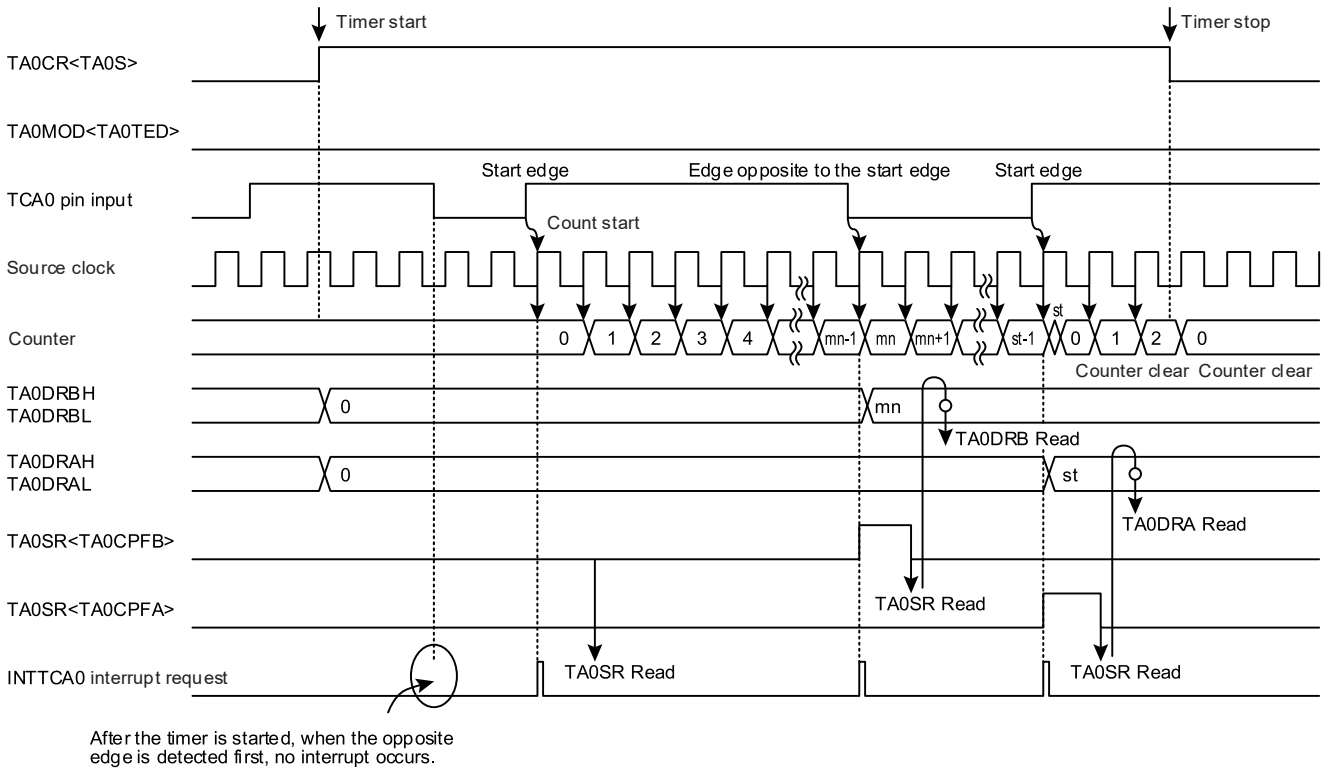 Timer start
Timer stop
TA0CR<TA0S>
TA0MOD<TA0TED>
Start edge
Edge opposite to the start edge
Start edge
TCA0 pin input
Count start
Source clock
st
Counter
0 1 2 3 4 mn-1 mn mn+1 st-1 0 1 2 0
Counter clear Counter clear
TA0DRBH
TA0DRBL
0
mn
TA0DRB Read
TA0DRAH
TA0DRAL
0
st
TA0DRA Read
TA0SR<TA0CPFB>
TA0SR Read
TA0SR<TA0CPFA>
TA0SR Read
TA0SR Read
INTTCA0 interrupt request
After the timer is started, when the opposite
edge is detected first, no interrupt occurs.